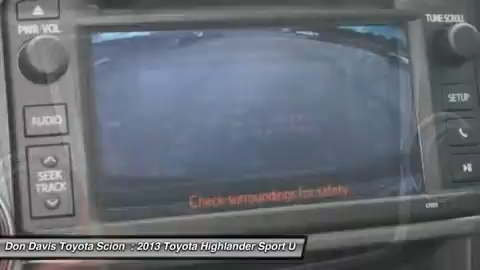 PWR/VOL
TUNE/SCROLL
AUDIO
SETUP
SEEK
TRACK
Check surroundings for safety
Don Davis Toyota Scion : 2013 Toyota Highlander Sport U